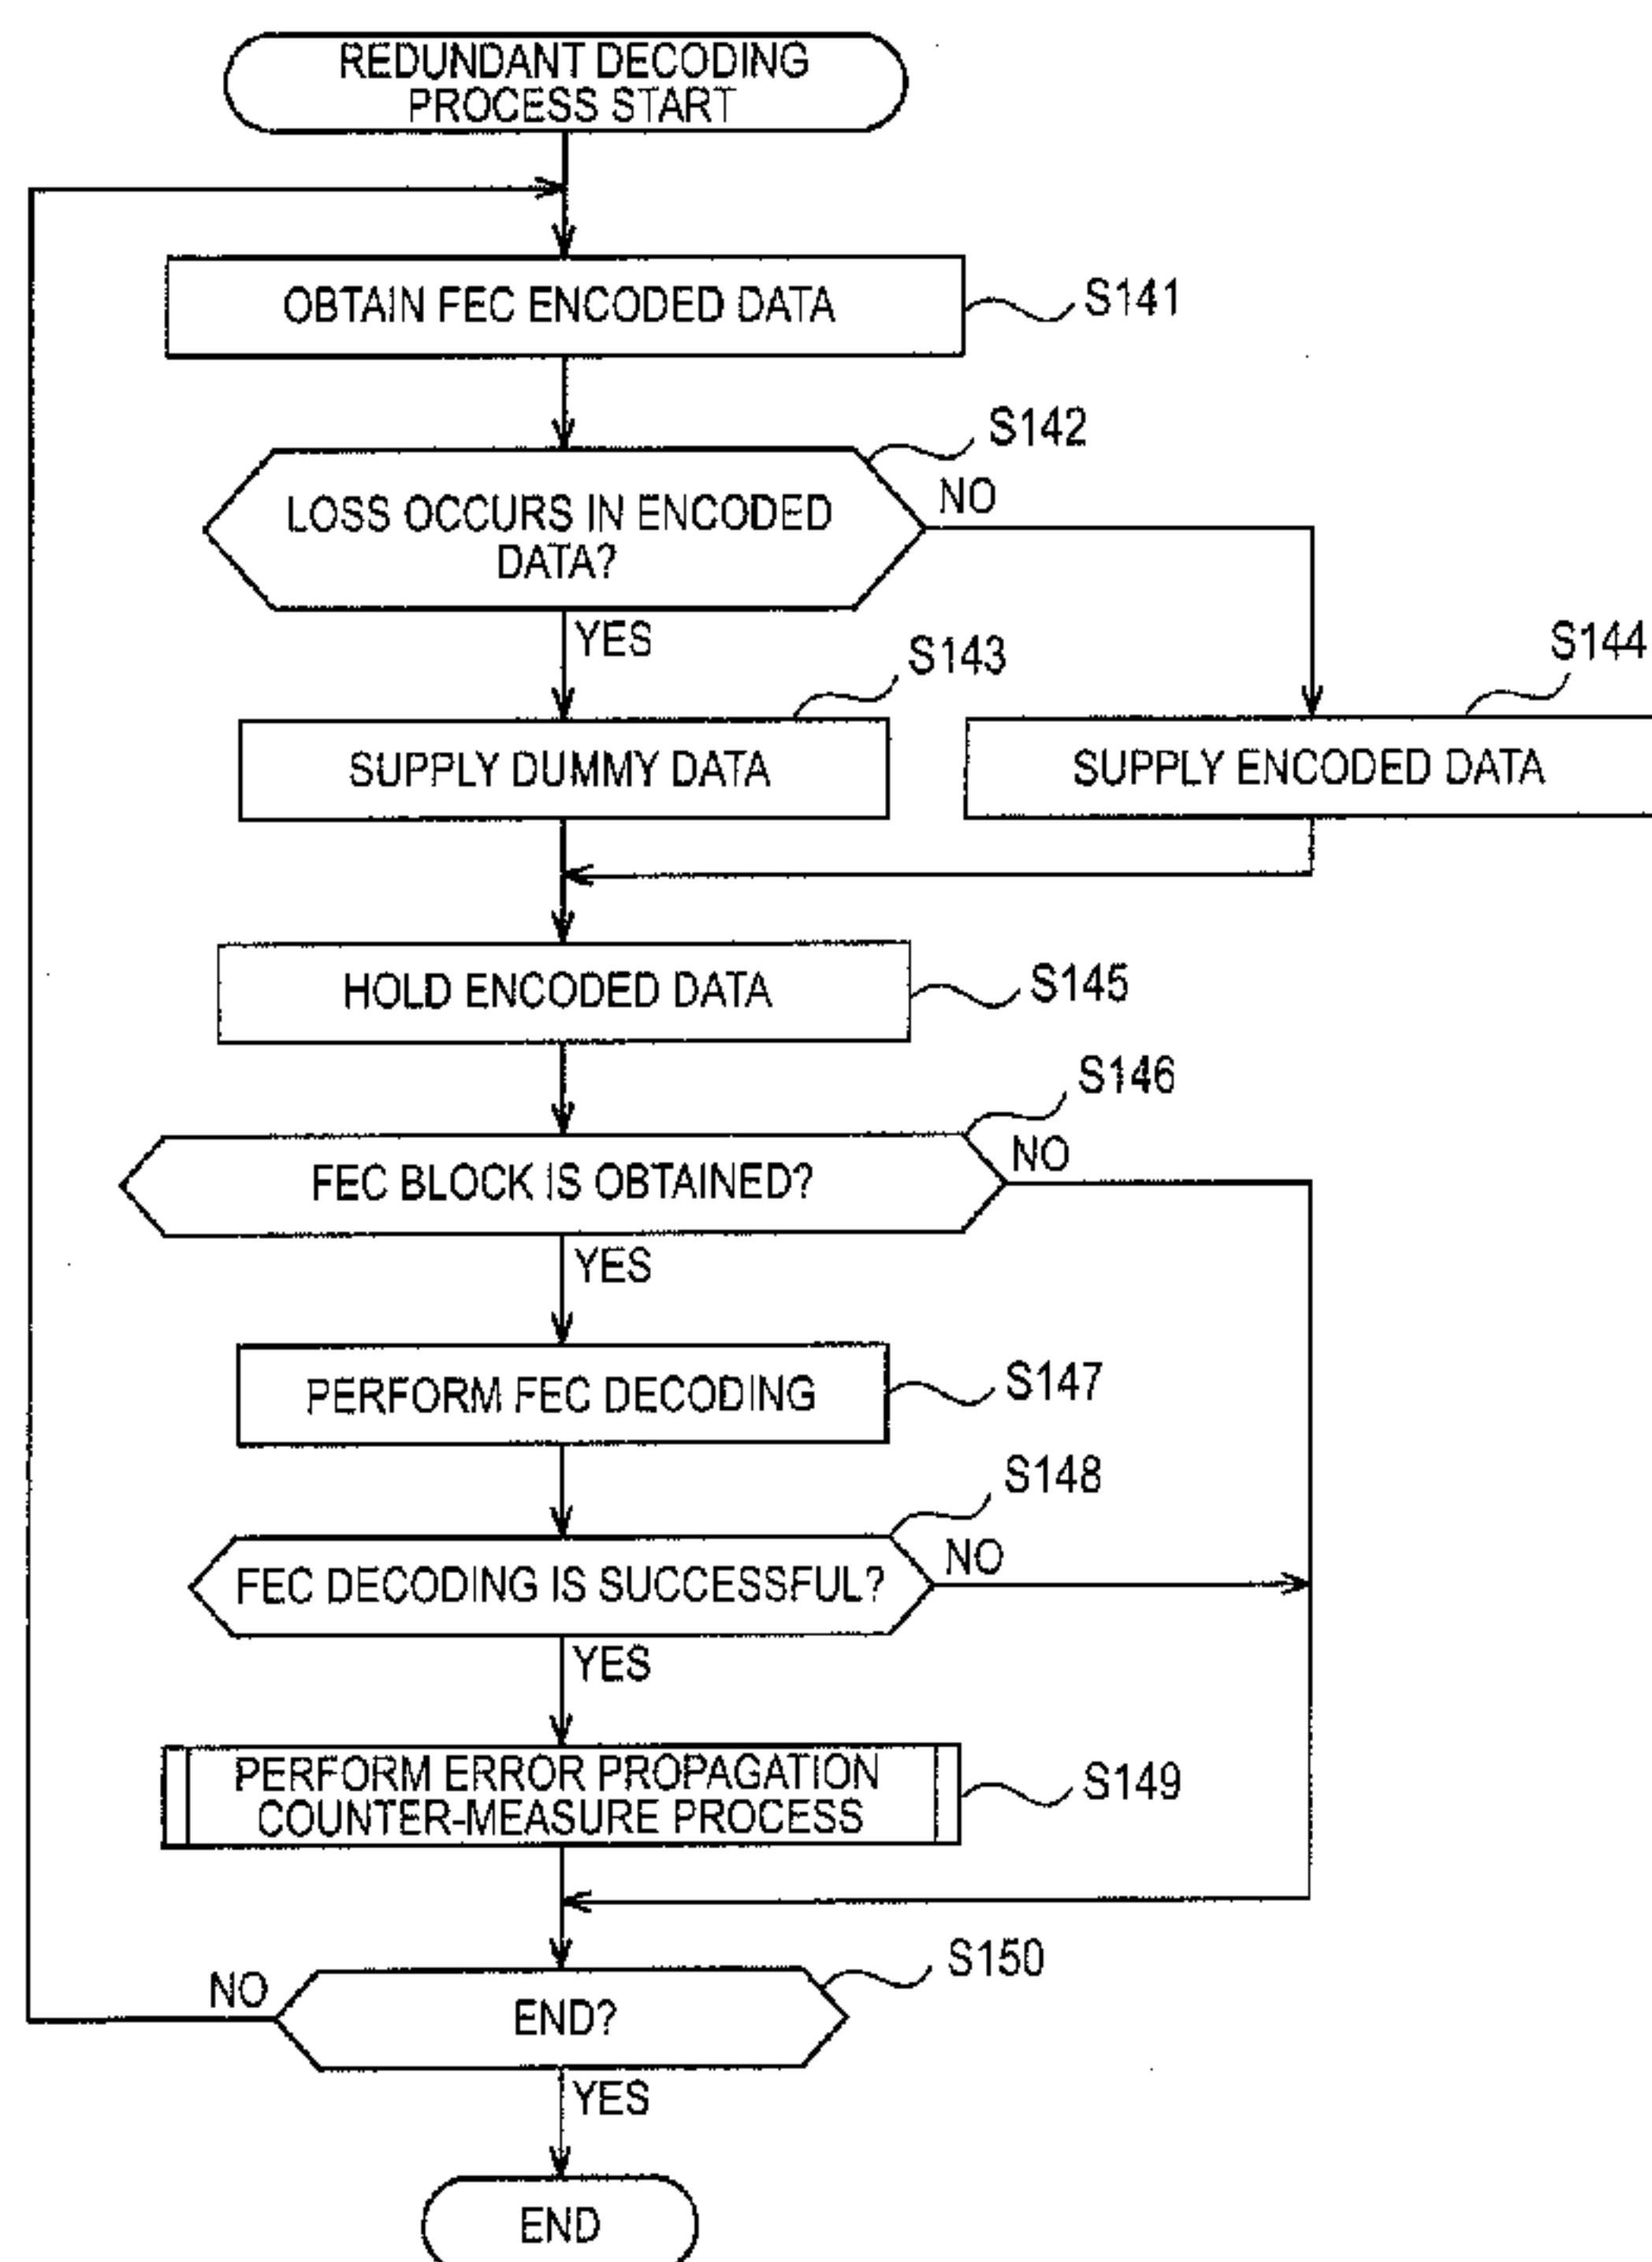 REDUNDANT DECODING
PROCESS START
OBTAIN FEC ENCODED DATA
S141
S142
LOSS OCCURS IN ENCODED
DATA?
NO
YES
S143
S144
SUPPLY DUMMY DATA
SUPPLY ENCODED DATA
HOLD ENCODED DATA
S145
S146
FEC BLOCK IS OBTAINED?
NO
YES
PERFORM FEC DECODING
S147
S148
FEC DECODING IS SUCCESSFUL?
NO
YES
PERFORM ERROR PROPAGATION
COUNTER-MEASURE PROCESS
S149
S150
NO
END?
YES
END